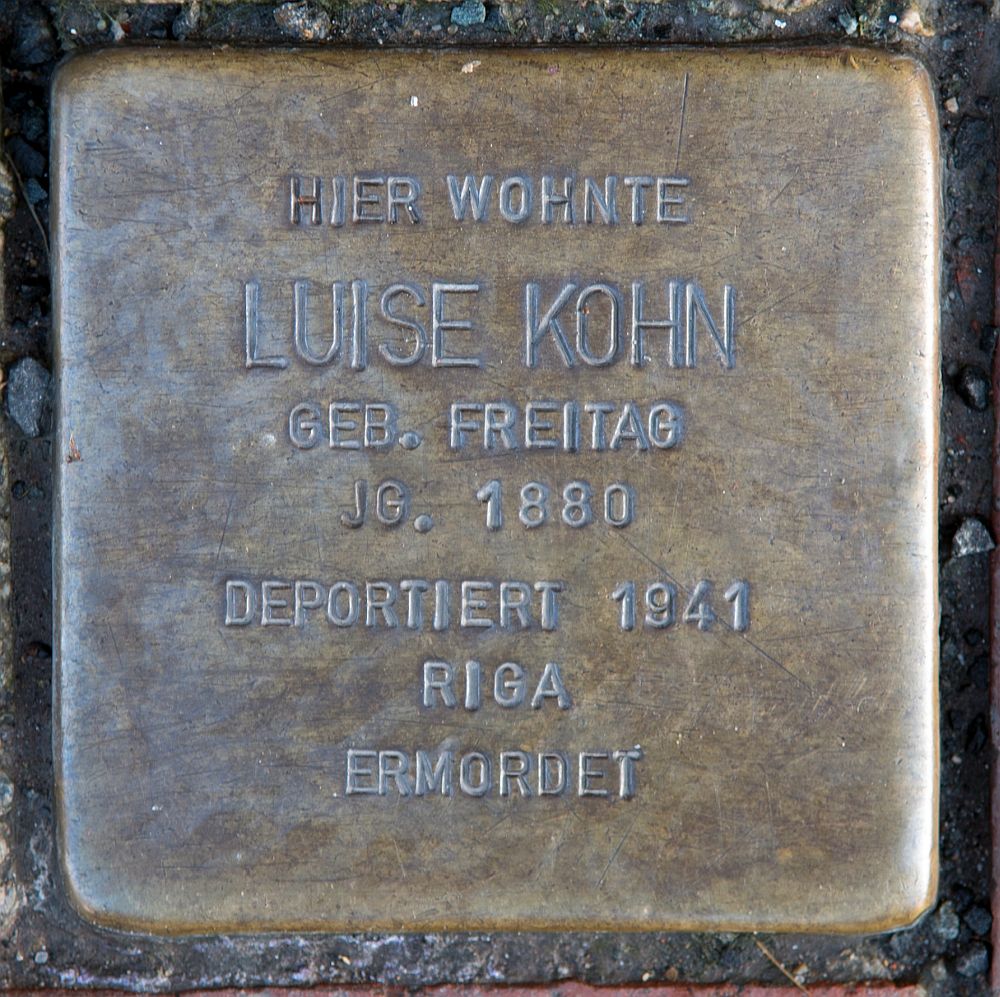 HIER WOHNTE
LUISE KOHN
GEB. FREITAG
JG. 1880
DEPORTIERT 1941
RIGA
ERMORDET